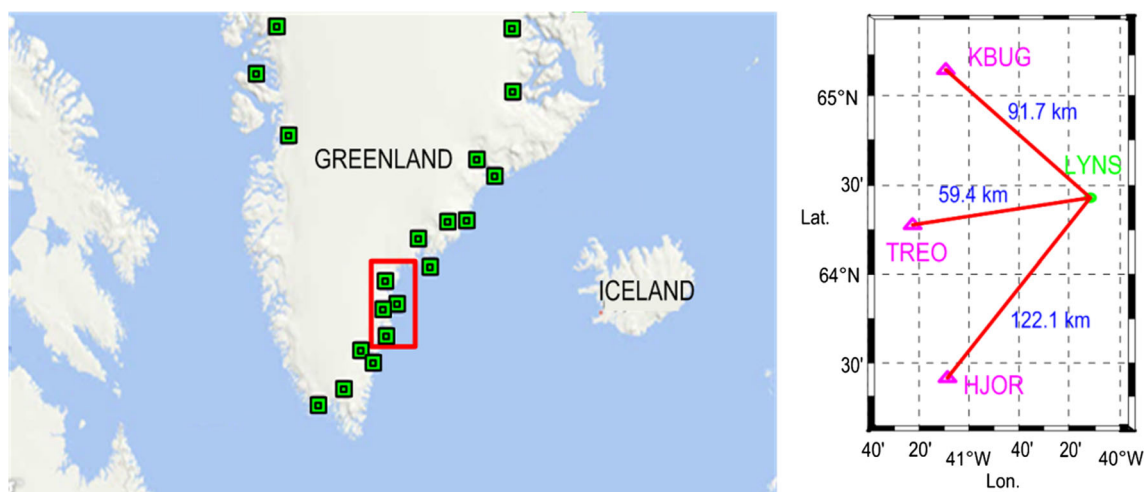 GREENLAND
ICELAND
KBUG
65°N
91.7 km
LYNS
30'
59.4 km
Lat.
TREO
64°N
122.1 km
30'
HJOR
40'
20'
41°W
40'
20'
40°W
Lon.